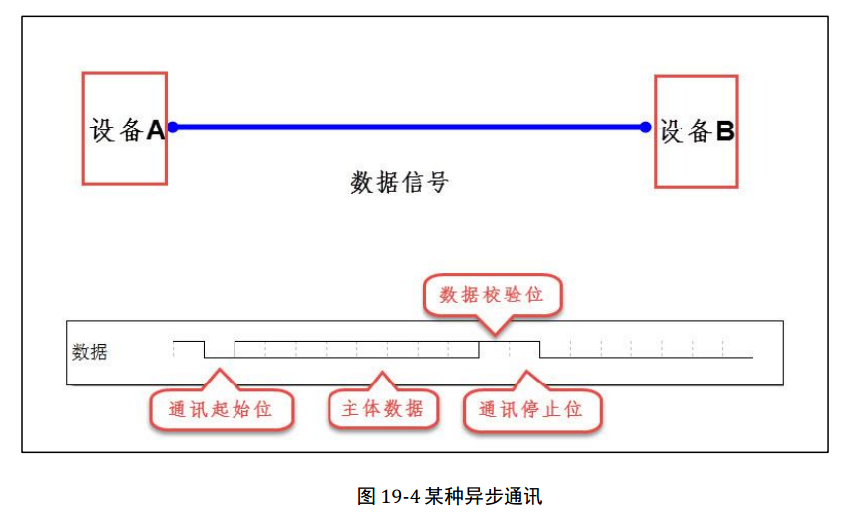 设备A
设备B
数据信号
数据校验位
数据
通讯起始位
主体数据
通讯停止位
图 19-4 某种异步通讯